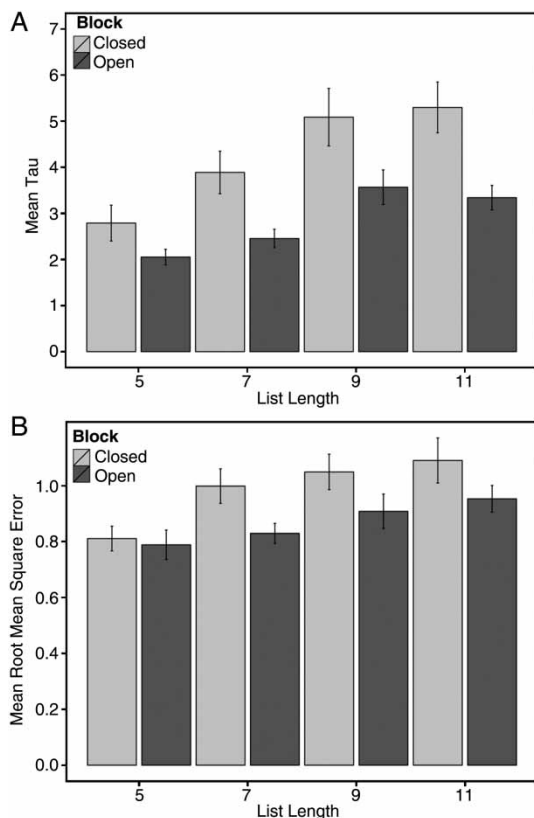 A
Block
Closed
Open
7
6
5
4
3
2
1
0
Mean Tau
5 7 9 11
List Length
B
Block
Closed
Open
1.0
0.8
0.6
0.4
0.2
0.0
Mean Root Mean Square Error
5 7 9 11
List Length